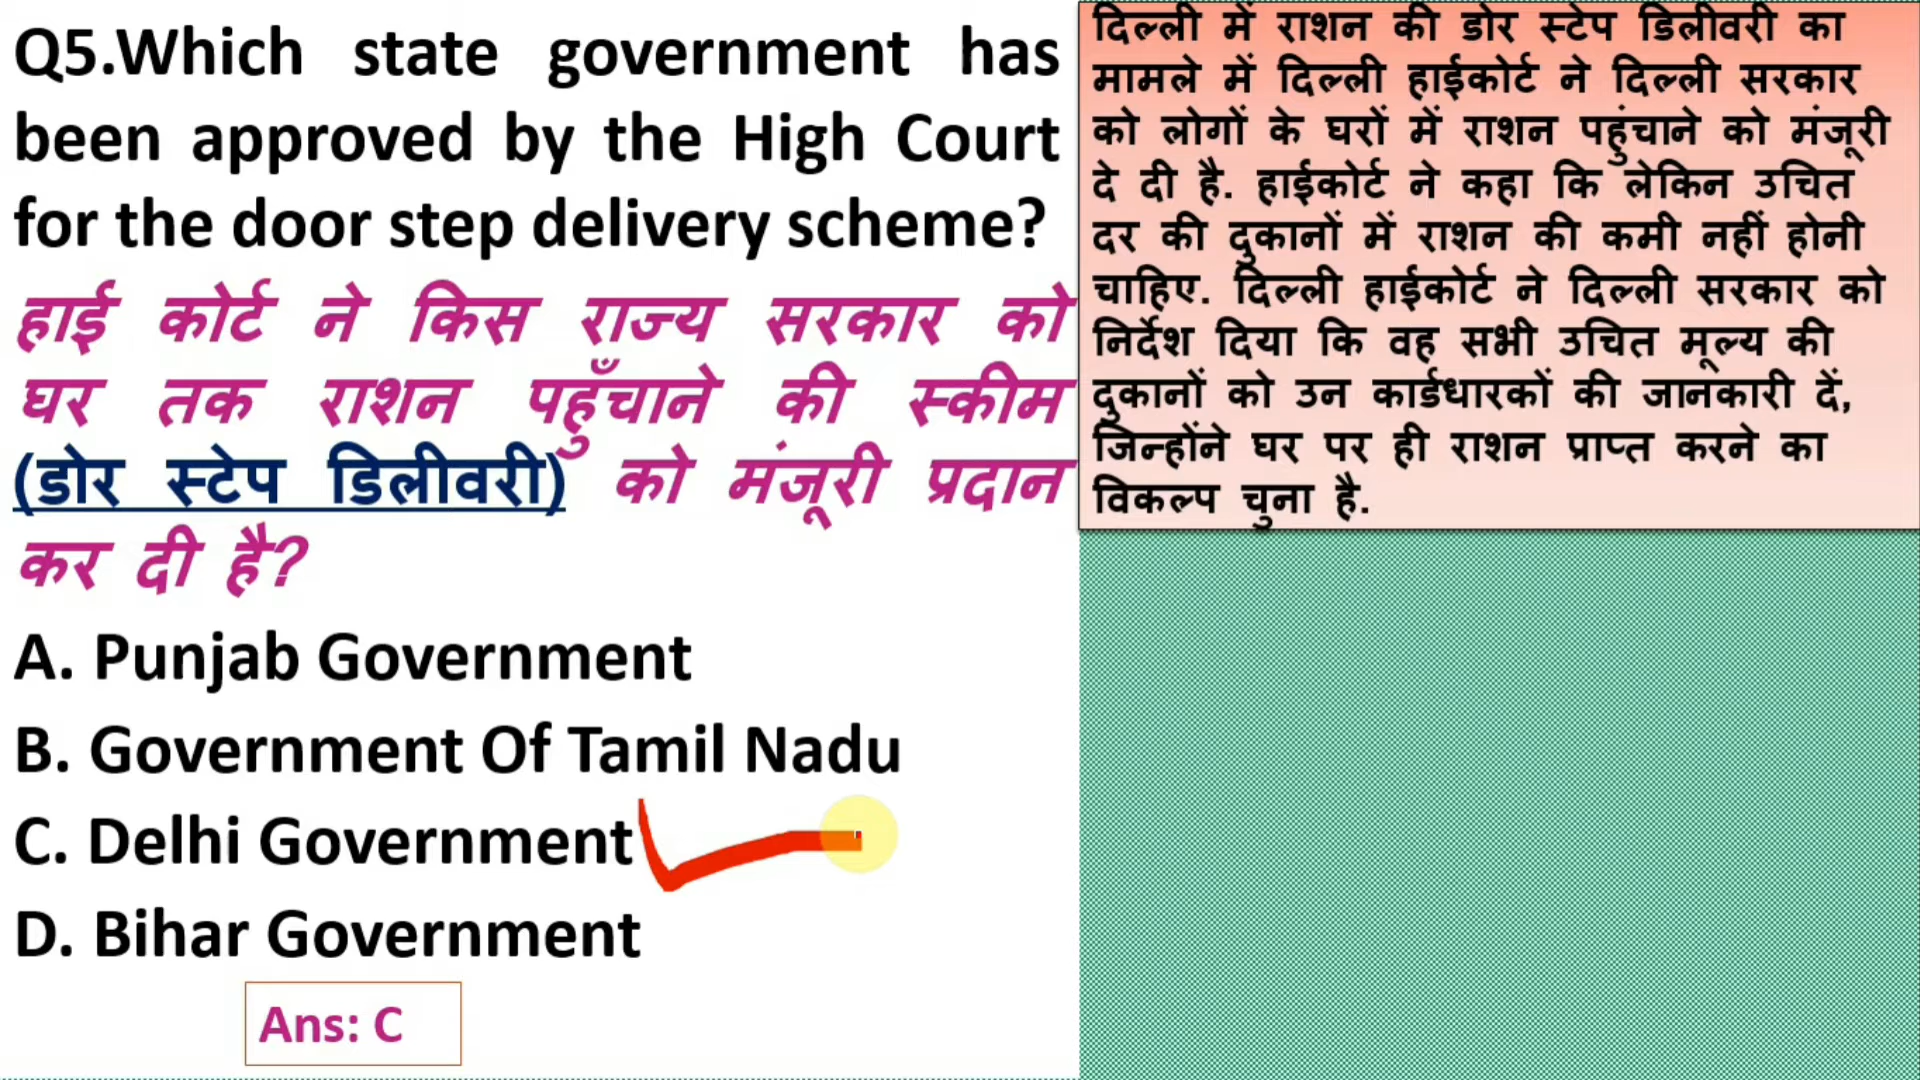 Q5.Which state government has
been approved by the High Court
for the door step delivery scheme?
हाई कोर्ट ने किस राज्य सरकार को
घर तक राशन पहुँचाने की स्कीम
(डोर स्टेप डिलीवरी) को मंजूरी प्रदान
कर दी है?
A. Punjab Government
B. Government Of Tamil Nadu
C. Delhi Government
D. Bihar Government
Ans: C
दिल्ली में राशन की डोर स्टेप डिलीवरी का
मामले में दिल्ली हाईकोर्ट ने दिल्ली सरकार
को लोगों के घरों में राशन पहुंचाने को मंजूरी
दे दी है. हाईकोर्ट ने कहा कि लेकिन उचित
दर की दुकानों में राशन की कमी नहीं होनी
चाहिए. दिल्ली हाईकोर्ट ने दिल्ली सरकार को
निर्देश दिया कि वह सभी उचित मूल्य की
दुकानों को उन कार्डधारकों की जानकारी दें,
जिन्होंने घर पर ही राशन प्राप्त करने का
विकल्प चुना है.